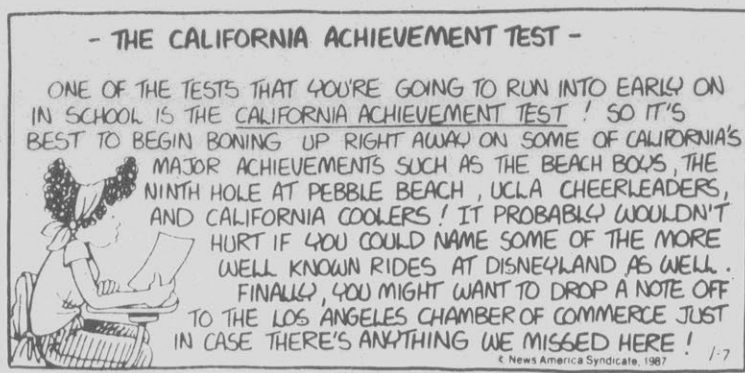 - THE CALIFORNIA ACHIEVEMENT TEST -
ONE OF THE TESTS THAT YOU'RE GOING TO RUN INTO EARLY ON
IN SCHOOL IS THE CALIFORNIA ACHIEVEMENT TEST ! SO IT'S
BEST TO BEGIN BONING UP RIGHT AWAY ON SOME OF CALIFORNIA'S
MAJOR ACHIEVEMENTS SUCH AS THE BEACH BOYS, THE
NINTH HOLE AT PEBBLE BEACH, UCLA CHEERLEADERS,
AND CALIFORNIA COOLERS ! IT PROBABLY WOULDN'T
HURT IF YOU COULD NAME SOME OF THE MORE
WELL KNOWN RIDES AT DISNEYLAND AS WELL.
FINALLY, YOU MIGHT WANT TO DROP A NOTE OFF
TO THE LOS ANGELES CHAMBER OF COMMERCE JUST
IN CASE THERE'S ANYTHING WE MISSED HERE !
© News America Syndicate, 1987 1-7